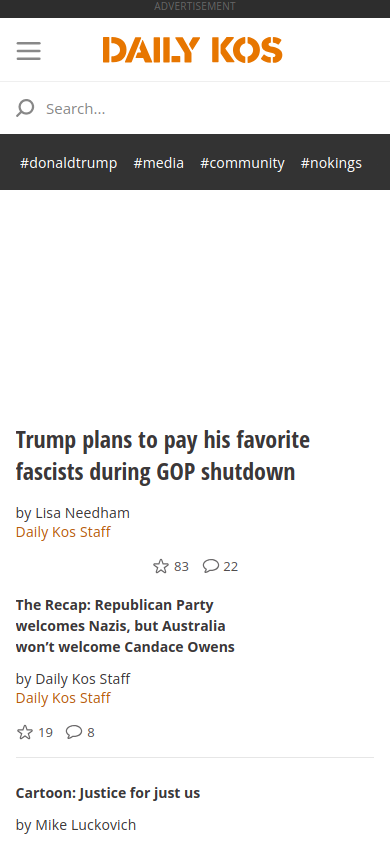 ADVERTISEMENT
DAILY KOS
Search...
#donaldtrump #media #community #nokings
Trump plans to pay his favorite
fascists during GOP shutdown
by Lisa Needham
Daily Kos Staff
83 22
The Recap: Republican Party
welcomes Nazis, but Australia
won’t welcome Candace Owens
by Daily Kos Staff
Daily Kos Staff
19 8
Cartoon: Justice for just us
by Mike Luckovich